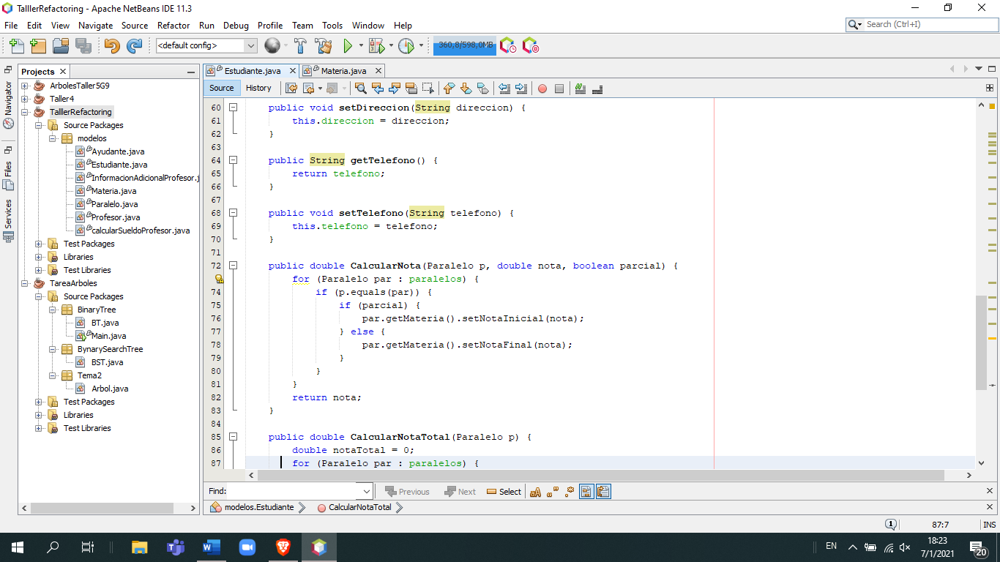 TalllerRefactoring - Apache NetBeans IDE 11.3
File Edit View Navigate Source Refactor Run Debug Profile Team Tools Window Help
Search (Ctrl+I)
<default config>
360,8/598,0MB
Projects
Estudiante.java
Materia.java
Navigator
Files
Services
ArbolesTaller5G9
Taller4
TalllerRefactoring
Source Packages
modelos
Ayudante.java
Estudiante.java
InformacionAdicionalProfesor.j
Materia.java
Paralelo.java
Profesor.java
calcularSueldoProfesor.java
Test Packages
Libraries
Test Libraries
TareaArboles
Source Packages
BinaryTree
BT.java
Main.java
BynarySearchTree
BST.java
Tema2
Arbol.java
Test Packages
Libraries
Test Libraries
Source History
60 public void setDireccion(String direccion) {
61 this.direccion = direccion;
62 }
63
64 public String getTelefono() {
65 return telefono;
66 }
67
68 public void setTelefono(String telefono) {
69 this.telefono = telefono;
70 }
71
72 public double CalcularNota(Paralelo p, double nota, boolean parcial) {
for (Paralelo par : paralelos) {
74 if (p.equals(par)) {
75 if (parcial) {
76 par.getMateria().setNotaInicial(nota);
77 } else {
78 par.getMateria().setNotaFinal(nota);
79 }
80 }
81 }
82 return nota;
83 }
84
85 public double CalcularNotaTotal(Paralelo p) {
86 double notaTotal = 0;
87 for (Paralelo par : paralelos) {
Find: Previous Next Select
modelos.Estudiante CalcularNotaTotal
1 87:7 INS
EN 18:23
7/1/2021
20